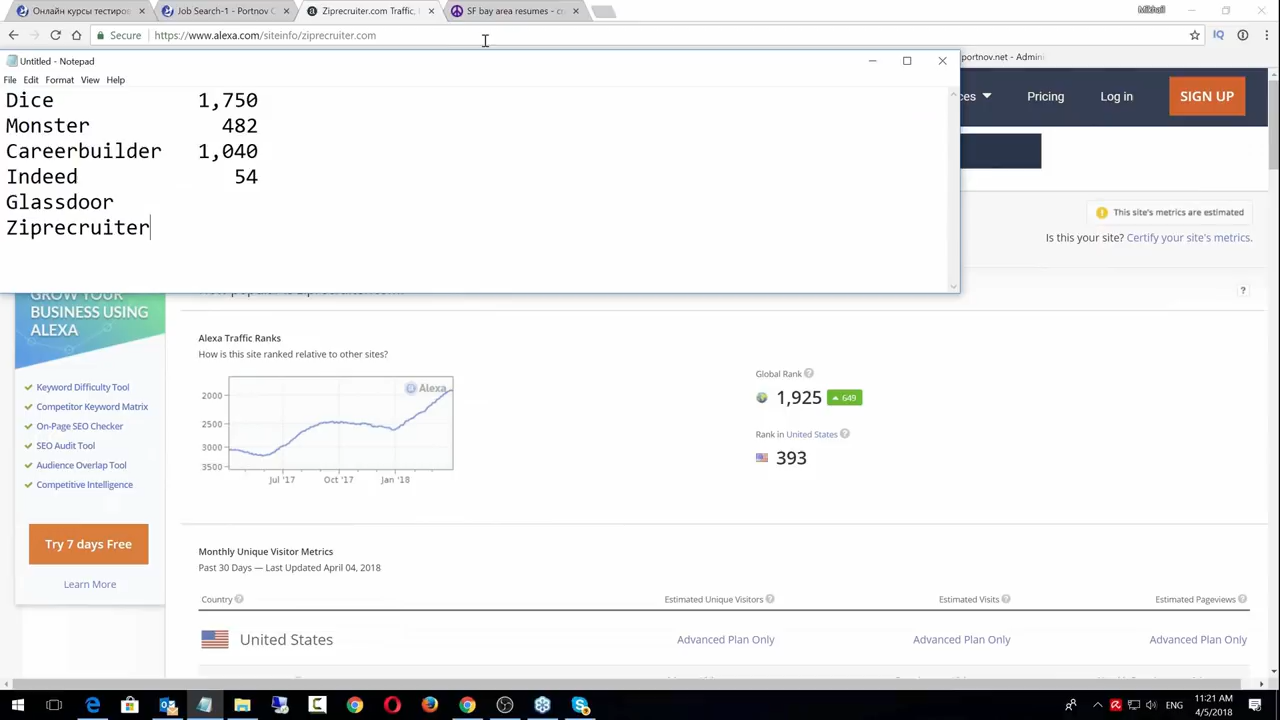 Онлайн курсы тестиров
Job Search-1 - Portnov C
Ziprecruiter.com Traffic,
SF bay area resumes - cr
Mikhail
Secure
https://www.alexa.com/siteinfo/ziprecruiter.com
IQ
Untitled - Notepad
portnov.net - Admini
File Edit Format View Help
Dice 1,750
Monster 482
Careerbuilder 1,040
Indeed 54
Glassdoor
Ziprecruiter
ces
Pricing
Log in
SIGN UP
This site's metrics are estimated
Is this your site? Certify your site's metrics.
GROW YOUR
BUSINESS USING
ALEXA
Keyword Difficulty Tool
Competitor Keyword Matrix
On-Page SEO Checker
SEO Audit Tool
Audience Overlap Tool
Competitive Intelligence
Try 7 days Free
Learn More
?
Alexa Traffic Ranks
How is this site ranked relative to other sites?
Alexa
2000
2500
3000
3500
Jul '17 Oct '17 Jan '18
Global Rank ?
1,925 649
Rank in United States ?
393
Monthly Unique Visitor Metrics
Past 30 Days — Last Updated April 04, 2018
Country ? Estimated Unique Visitors ? Estimated Visits ? Estimated Pageviews ?
United States Advanced Plan Only Advanced Plan Only Advanced Plan Only
ENG
11:21 AM
4/5/2018